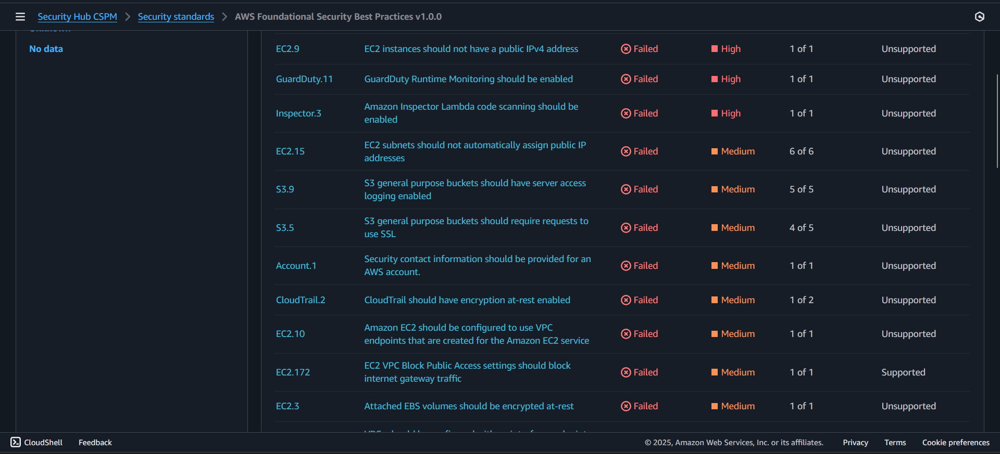 Security Hub CSPM > Security standards > AWS Foundational Security Best Practices v1.0.0
No data
EC2.9 EC2 instances should not have a public IPv4 address Failed High 1 of 1 Unsupported
GuardDuty.11 GuardDuty Runtime Monitoring should be enabled Failed High 1 of 1 Unsupported
Inspector.3 Amazon Inspector Lambda code scanning should be
enabled Failed High 1 of 1 Unsupported
EC2.15 EC2 subnets should not automatically assign public IP
addresses Failed Medium 6 of 6 Unsupported
S3.9 S3 general purpose buckets should have server access
logging enabled Failed Medium 5 of 5 Unsupported
S3.5 S3 general purpose buckets should require requests to
use SSL Failed Medium 4 of 5 Unsupported
Account.1 Security contact information should be provided for an
AWS account. Failed Medium 1 of 1 Unsupported
CloudTrail.2 CloudTrail should have encryption at-rest enabled Failed Medium 1 of 2 Unsupported
EC2.10 Amazon EC2 should be configured to use VPC
endpoints that are created for the Amazon EC2 service Failed Medium 1 of 1 Unsupported
EC2.172 EC2 VPC Block Public Access settings should block
internet gateway traffic Failed Medium 1 of 1 Supported
EC2.3 Attached EBS volumes should be encrypted at-rest Failed Medium 1 of 1 Unsupported
CloudShell Feedback © 2025, Amazon Web Services, Inc. or its affiliates. Privacy Terms Cookie preferences